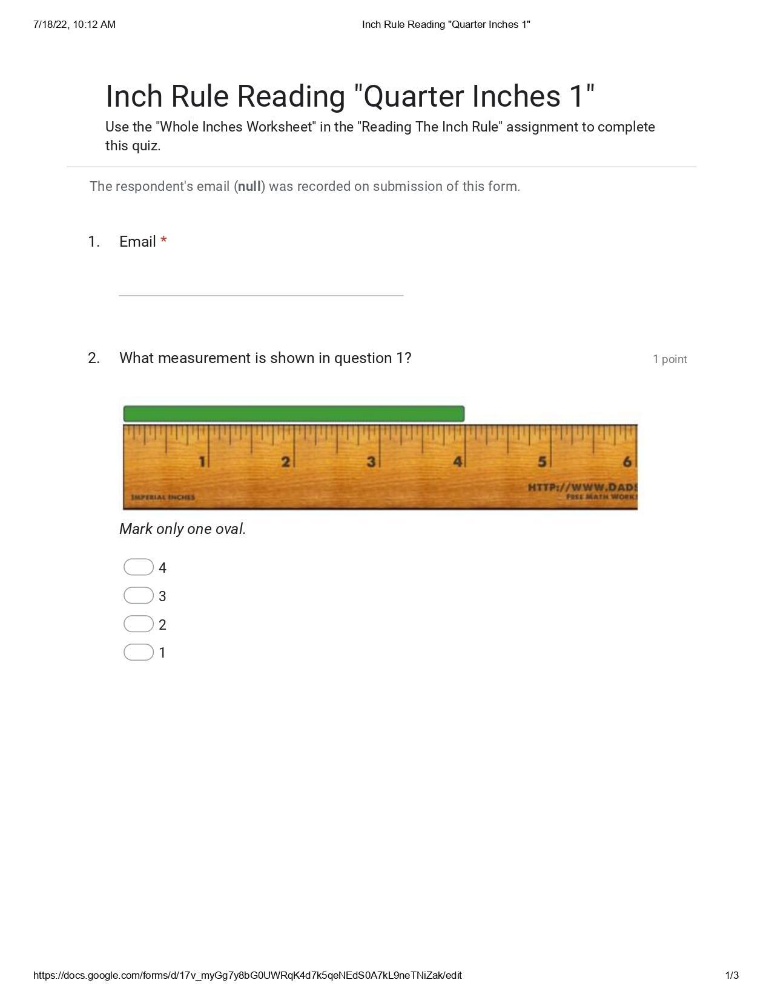 7/18/22, 10:12 AM
Inch Rule Reading "Quarter Inches 1"
Inch Rule Reading "Quarter Inches 1"
Use the "Whole Inches Worksheet" in the "Reading The Inch Rule" assignment to complete
this quiz.
The respondent's email (null) was recorded on submission of this form.
1. Email *
2. What measurement is shown in question 1?
1 point
1 2 3 4 5 6
HTTP://WWW.DADS
IMPERIAL INCHES
FREE MATH WORKS
Mark only one oval.
4
3
2
1
https://docs.google.com/forms/d/17v_myGg7y8bG0UWRqK4d7k5qeNEdS0A7kL9neTNiZak/edit
1/3